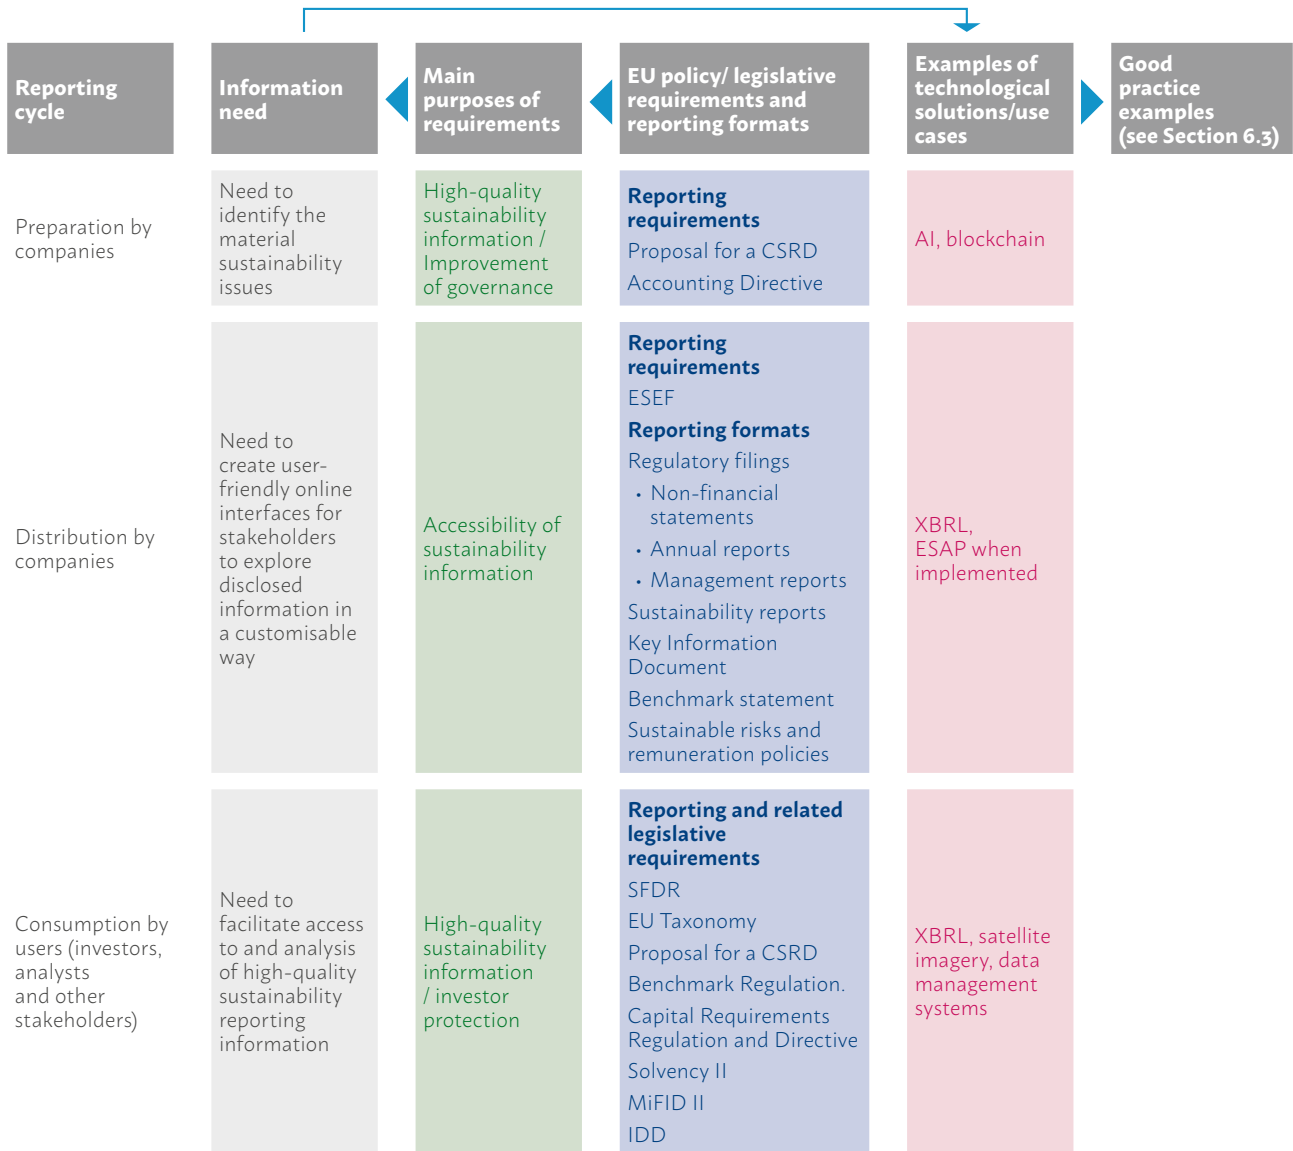 Reporting
cycle
Information
need
Main
purposes of
requirements
EU policy/ legislative
requirements and
reporting formats
Examples of
technological
solutions/use
cases
Good
practice
examples
(see Section 6.3)
Preparation by
companies
Need to
identify the
material
sustainability
issues
High-quality
sustainability
information /
Improvement
of governance
Reporting
requirements
Proposal for a CSRD
Accounting Directive
AI, blockchain
Distribution by
companies
Need to
create user-
friendly online
interfaces for
stakeholders
to explore
disclosed
information in
a customisable
way
Accessibility of
sustainability
information
Reporting
requirements
ESEF
Reporting formats
Regulatory filings
• Non-financial
statements
• Annual reports
• Management reports
Sustainability reports
Key Information
Document
Benchmark statement
Sustainable risks and
remuneration policies
XBRL,
ESAP when
implemented
Consumption by
users (investors,
analysts
and other
stakeholders)
Need to
facilitate access
to and analysis
of high-quality
sustainability
reporting
information
High-quality
sustainability
information
/ investor
protection
Reporting and related
legislative
requirements
SFDR
EU Taxonomy
Proposal for a CSRD
Benchmark Regulation.
Capital Requirements
Regulation and Directive
Solvency II
MiFID II
IDD
XBRL, satellite
imagery, data
management
systems